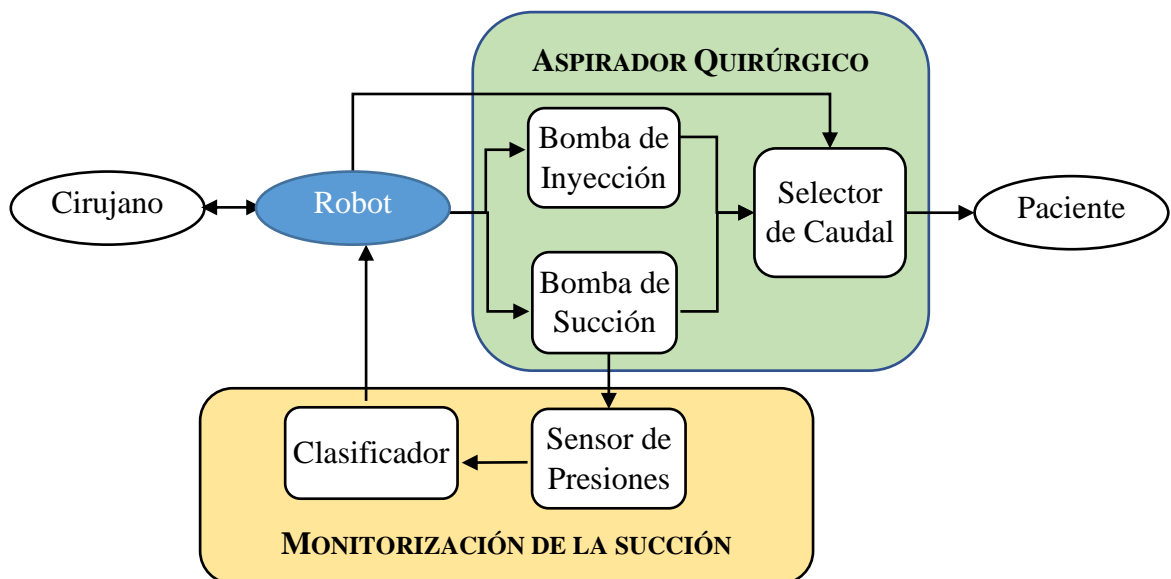 ASPIRADOR QUIRÚRGICO
Bomba de
Inyección
Cirujano
Robot
Selector
de Caudal
Paciente
Bomba de
Succión
Clasificador
Sensor de
Presiones
MONITORIZACIÓN DE LA SUCCIÓN